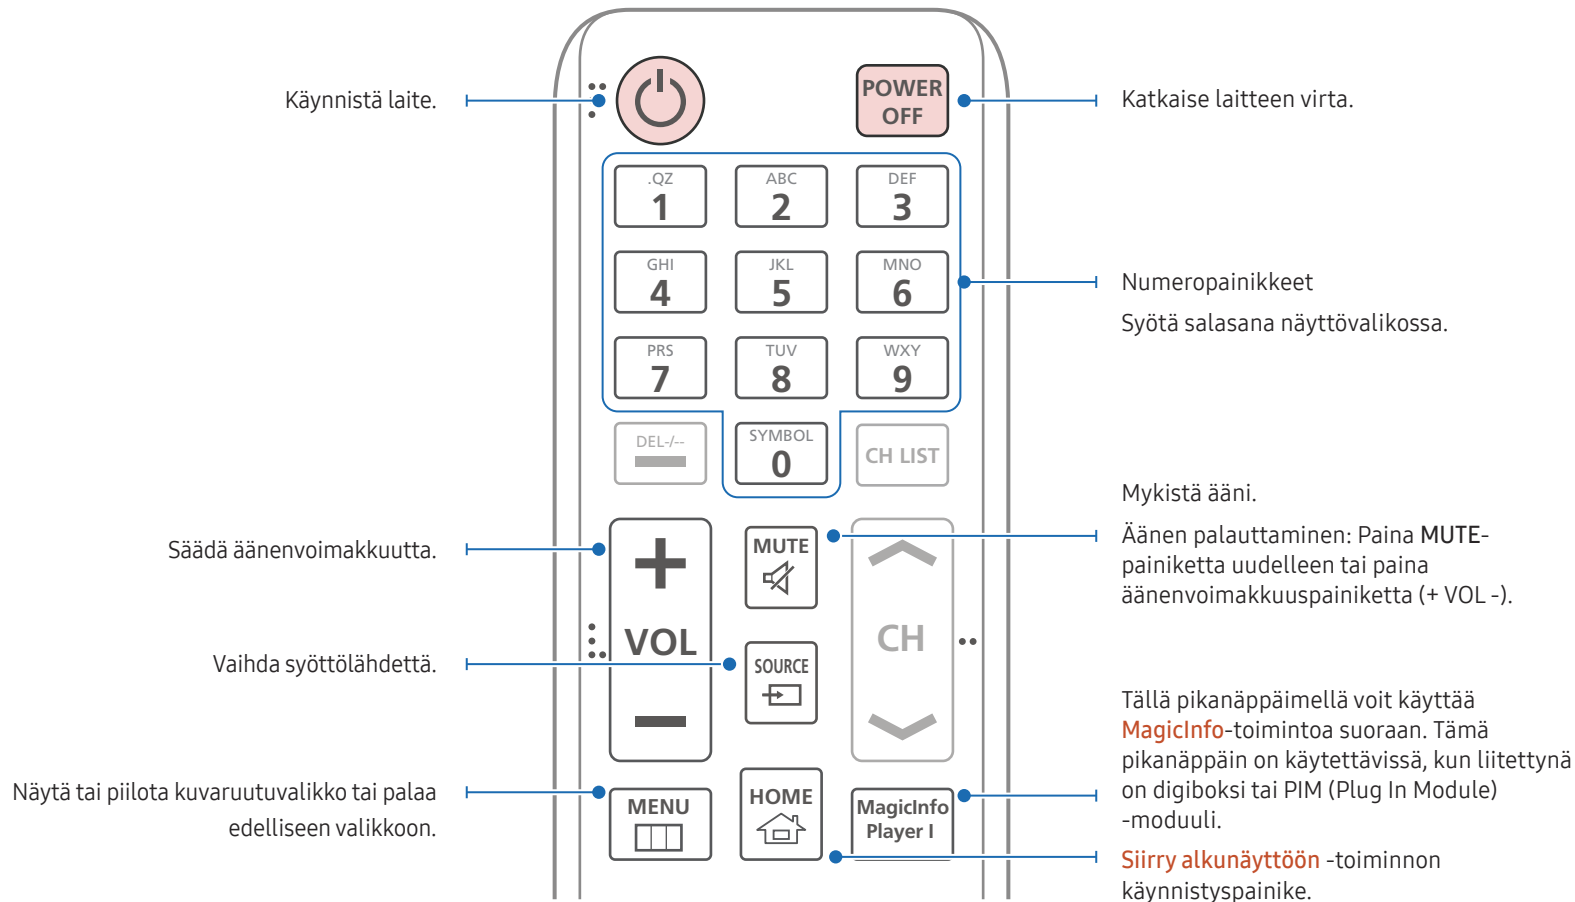 Käynnistä laite.
POWER
OFF
Katkaise laitteen virta.
.QZ
1
ABC
2
DEF
3
GHI
4
JKL
5
MNO
6
Numeropainikkeet
Syötä salasana näyttövalikossa.
PRS
7
TUV
8
WXY
9
DEL-/--
SYMBOL
0
CH LIST
Säädä äänenvoimakkuutta.
VOL
MUTE
CH
Mykistä ääni.
Äänen palauttaminen: Paina MUTE-
painiketta uudelleen tai paina
äänenvoimakkuuspainiketta (+ VOL -).
Vaihda syöttölähdettä.
SOURCE
Tällä pikanäppäimellä voit käyttää
MagicInfo-toimintoa suoraan. Tämä
pikanäppäin on käytettävissä, kun liitettynä
on digiboksi tai PIM (Plug In Module)
-moduuli.
Näytä tai piilota kuvaruutuvalikko tai palaa
edelliseen valikkoon.
MENU
HOME
MagicInfo
Player I
Siirry alkunäyttöön -toiminnon
käynnistyspainike.